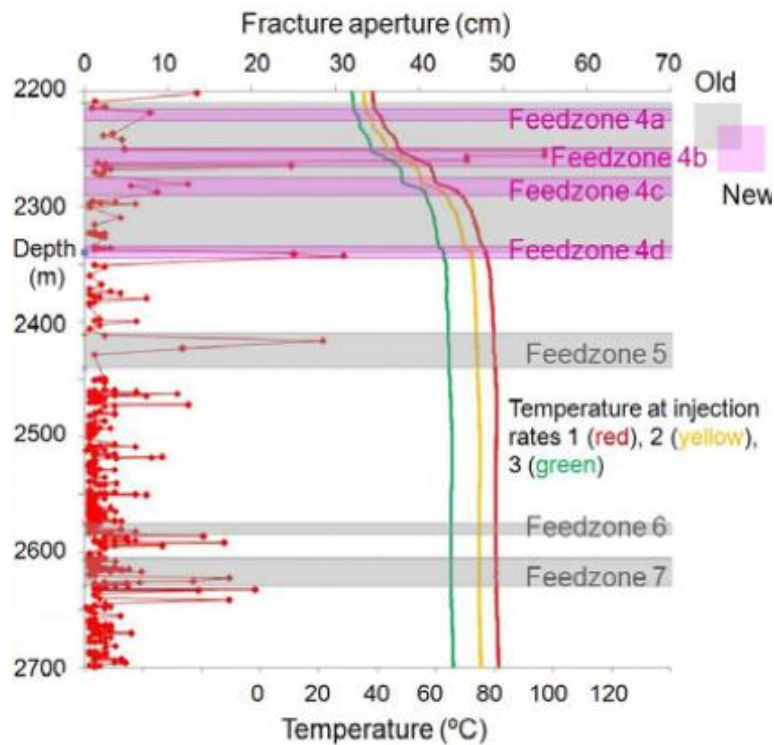 Fracture aperture (cm)
0 10 20 30 40 50 60 70
2200
Old
Feedzone 4a
Feedzone 4b
Feedzone 4c
New
2300
Depth
(m)
Feedzone 4d
2400
Feedzone 5
Temperature at injection
rates 1 (red), 2 (yellow),
3 (green)
2500
Feedzone 6
2600
Feedzone 7
2700
0 20 40 60 80 100 120
Temperature (ºC)